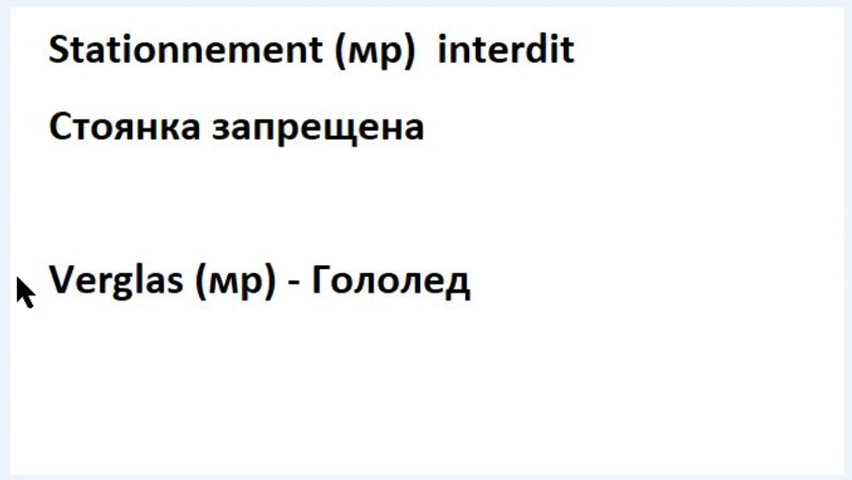 Stationnement (мр) interdit
Стоянка запрещена
Verglas (мр) - Гололед